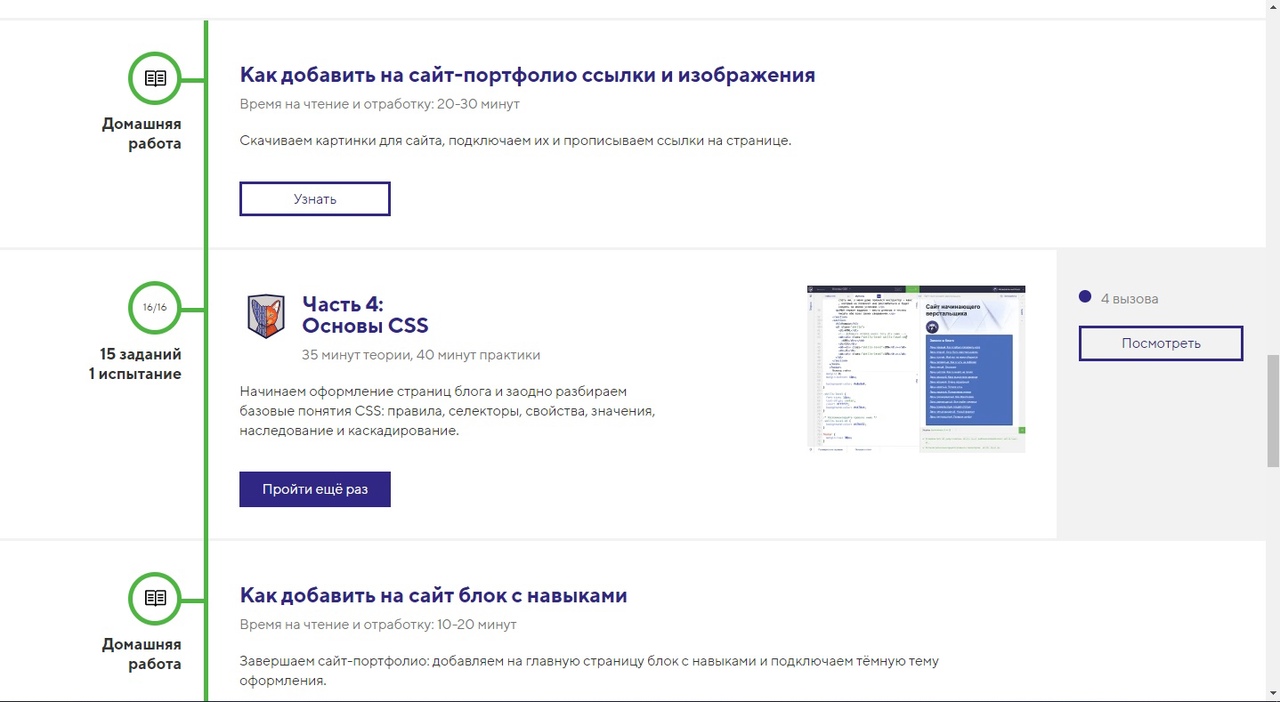 Как добавить на сайт-портфолио ссылки и изображения
Время на чтение и отработку: 20-30 минут
Домашняя
работа
Скачиваем картинки для сайта, подключаем их и прописываем ссылки на странице.
Узнать
16/16
15 заданий
1 испытание
Часть 4:
Основы CSS
35 минут теории, 40 минут практики
Начинаем оформление страниц блога и заодно разбираем
базовые понятия CSS: правила, селекторы, свойства, значения,
наследование и каскадирование.
Пройти ещё раз
Сайт начинающего
верстальщика
4 вызова
Посмотреть
Как добавить на сайт блок с навыками
Время на чтение и отработку: 10-20 минут
Домашняя
работа
Завершаем сайт-портфолио: добавляем на главную страницу блок с навыками и подключаем тёмную тему
оформления.